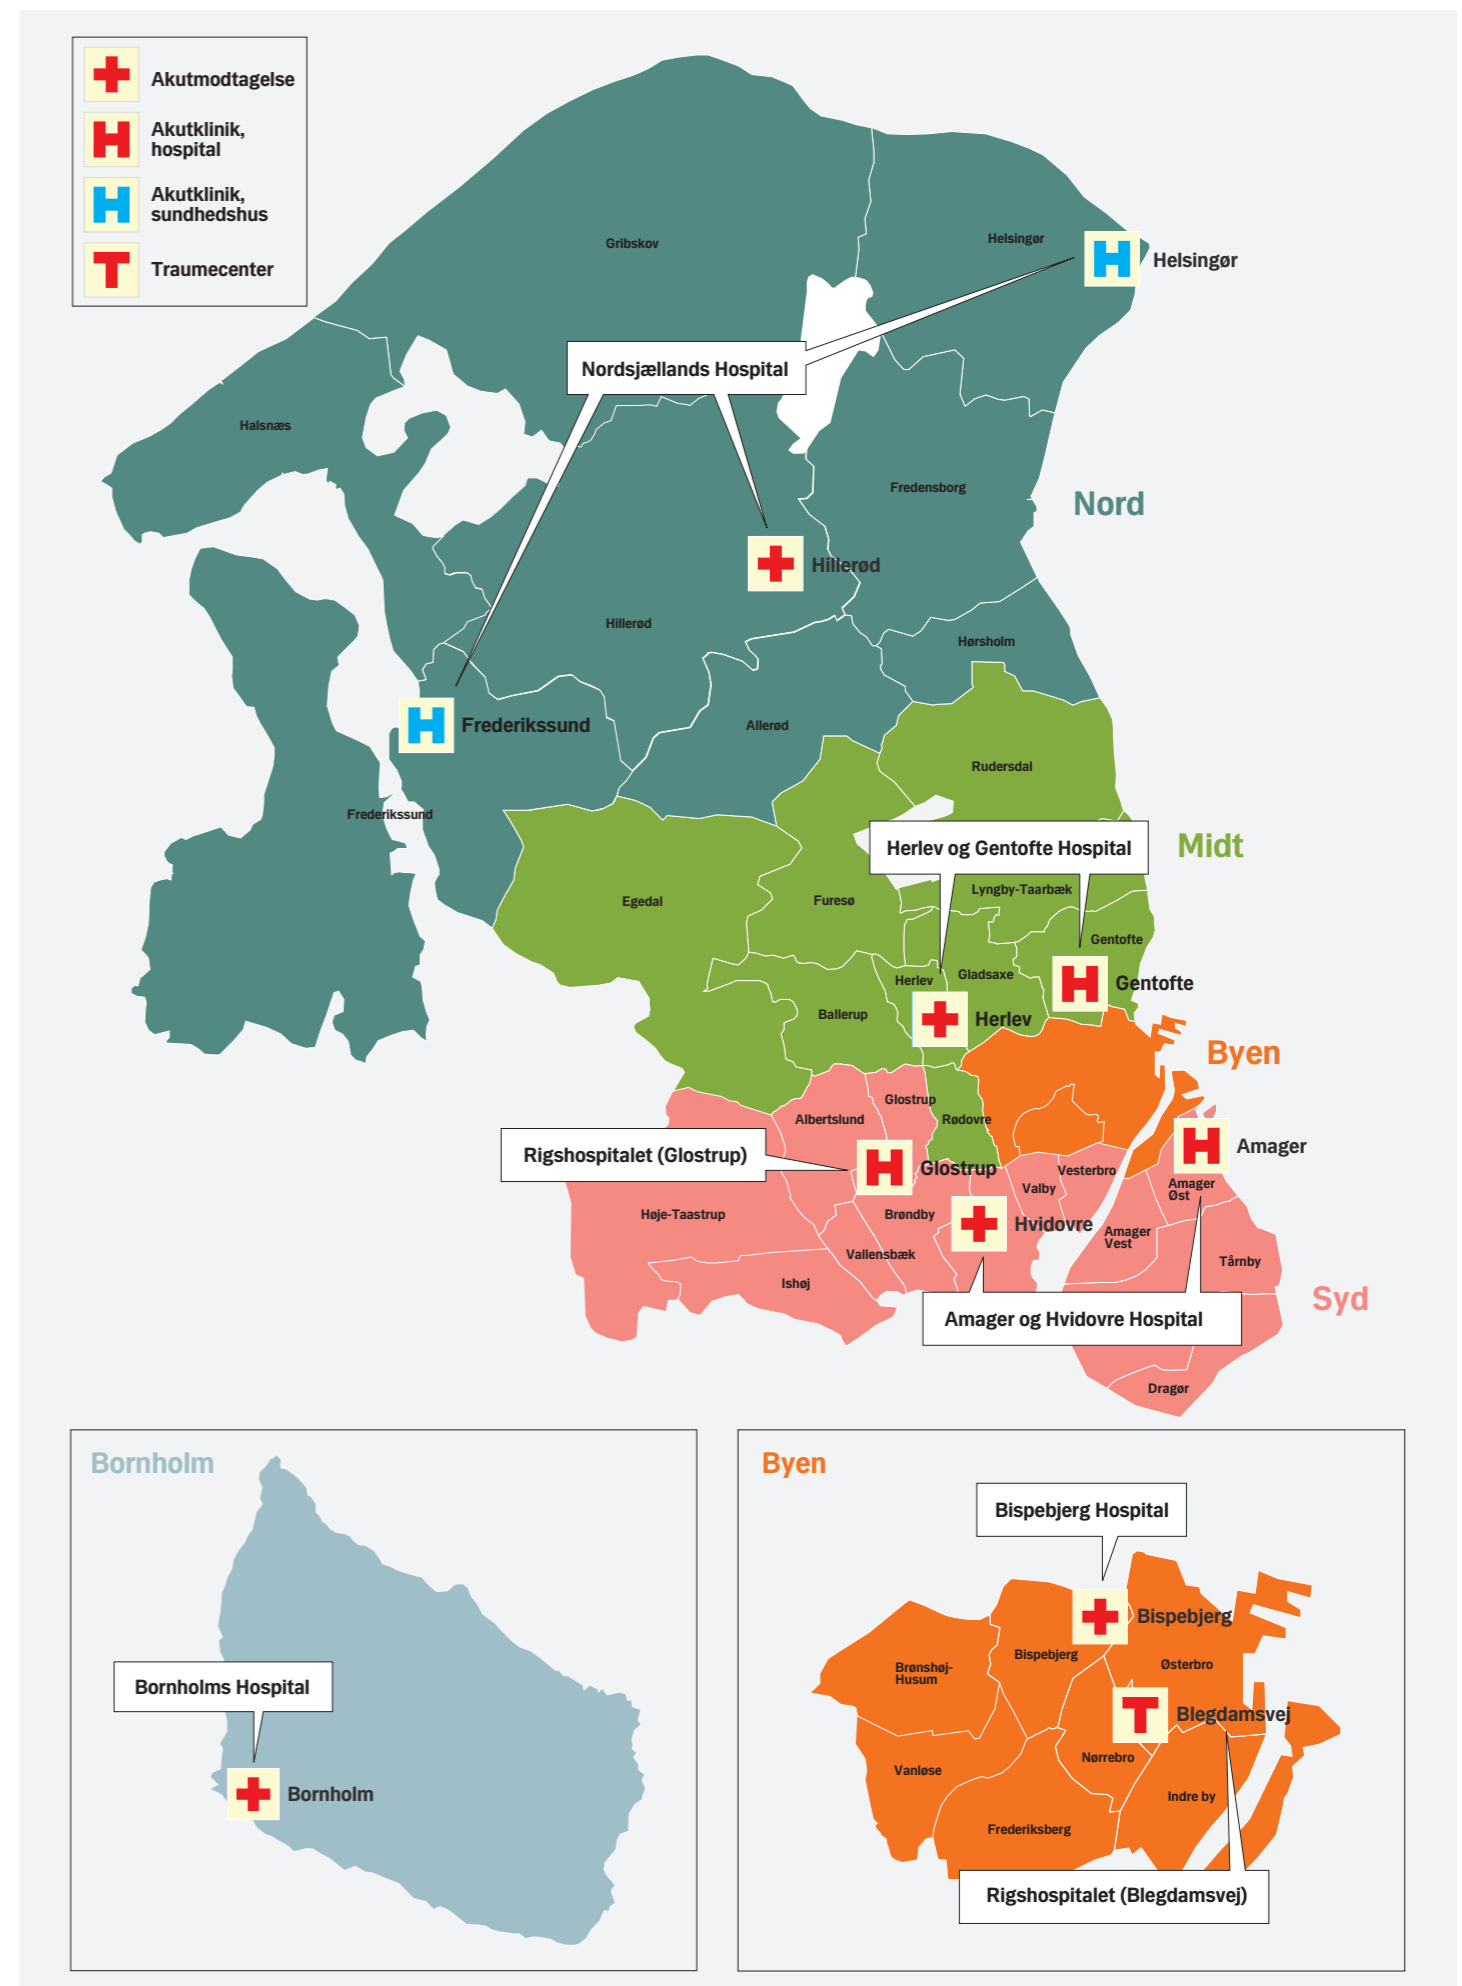 Akutmodtagelse
Akutklinik,
hospital
Akutklinik,
sundhedshus
Traumecenter
Gribskov
Helsingør
Helsingør
Nordsjællands Hospital
Halsnæs
Fredensborg
Nord
Hillerød
Hillerød
Hørsholm
Frederikssund
Allerød
Rudersdal
Frederikssund
Herlev og Gentofte Hospital
Midt
Lyngby-Taarbæk
Egedal
Furesø
Gentofte
Herlev
Gladsaxe
Gentofte
Ballerup
Herlev
Byen
Glostrup
Albertslund
Rødovre
Rigshospitalet (Glostrup)
Glostrup
Amager
Vesterbro
Valby
Amager
Øst
Høje-Taastrup
Brøndby
Hvidovre
Amager
Vest
Vallensbæk
Tårnby
Ishøj
Syd
Amager og Hvidovre Hospital
Dragør
Bornholm
Bornholms Hospital
Bornholm
Byen
Bispebjerg Hospital
Bispebjerg
Bispebjerg
Østerbro
Brønshøj-
Husum
Blegdamsvej
Nørrebro
Vanløse
Indre by
Frederiksberg
Rigshospitalet (Blegdamsvej)